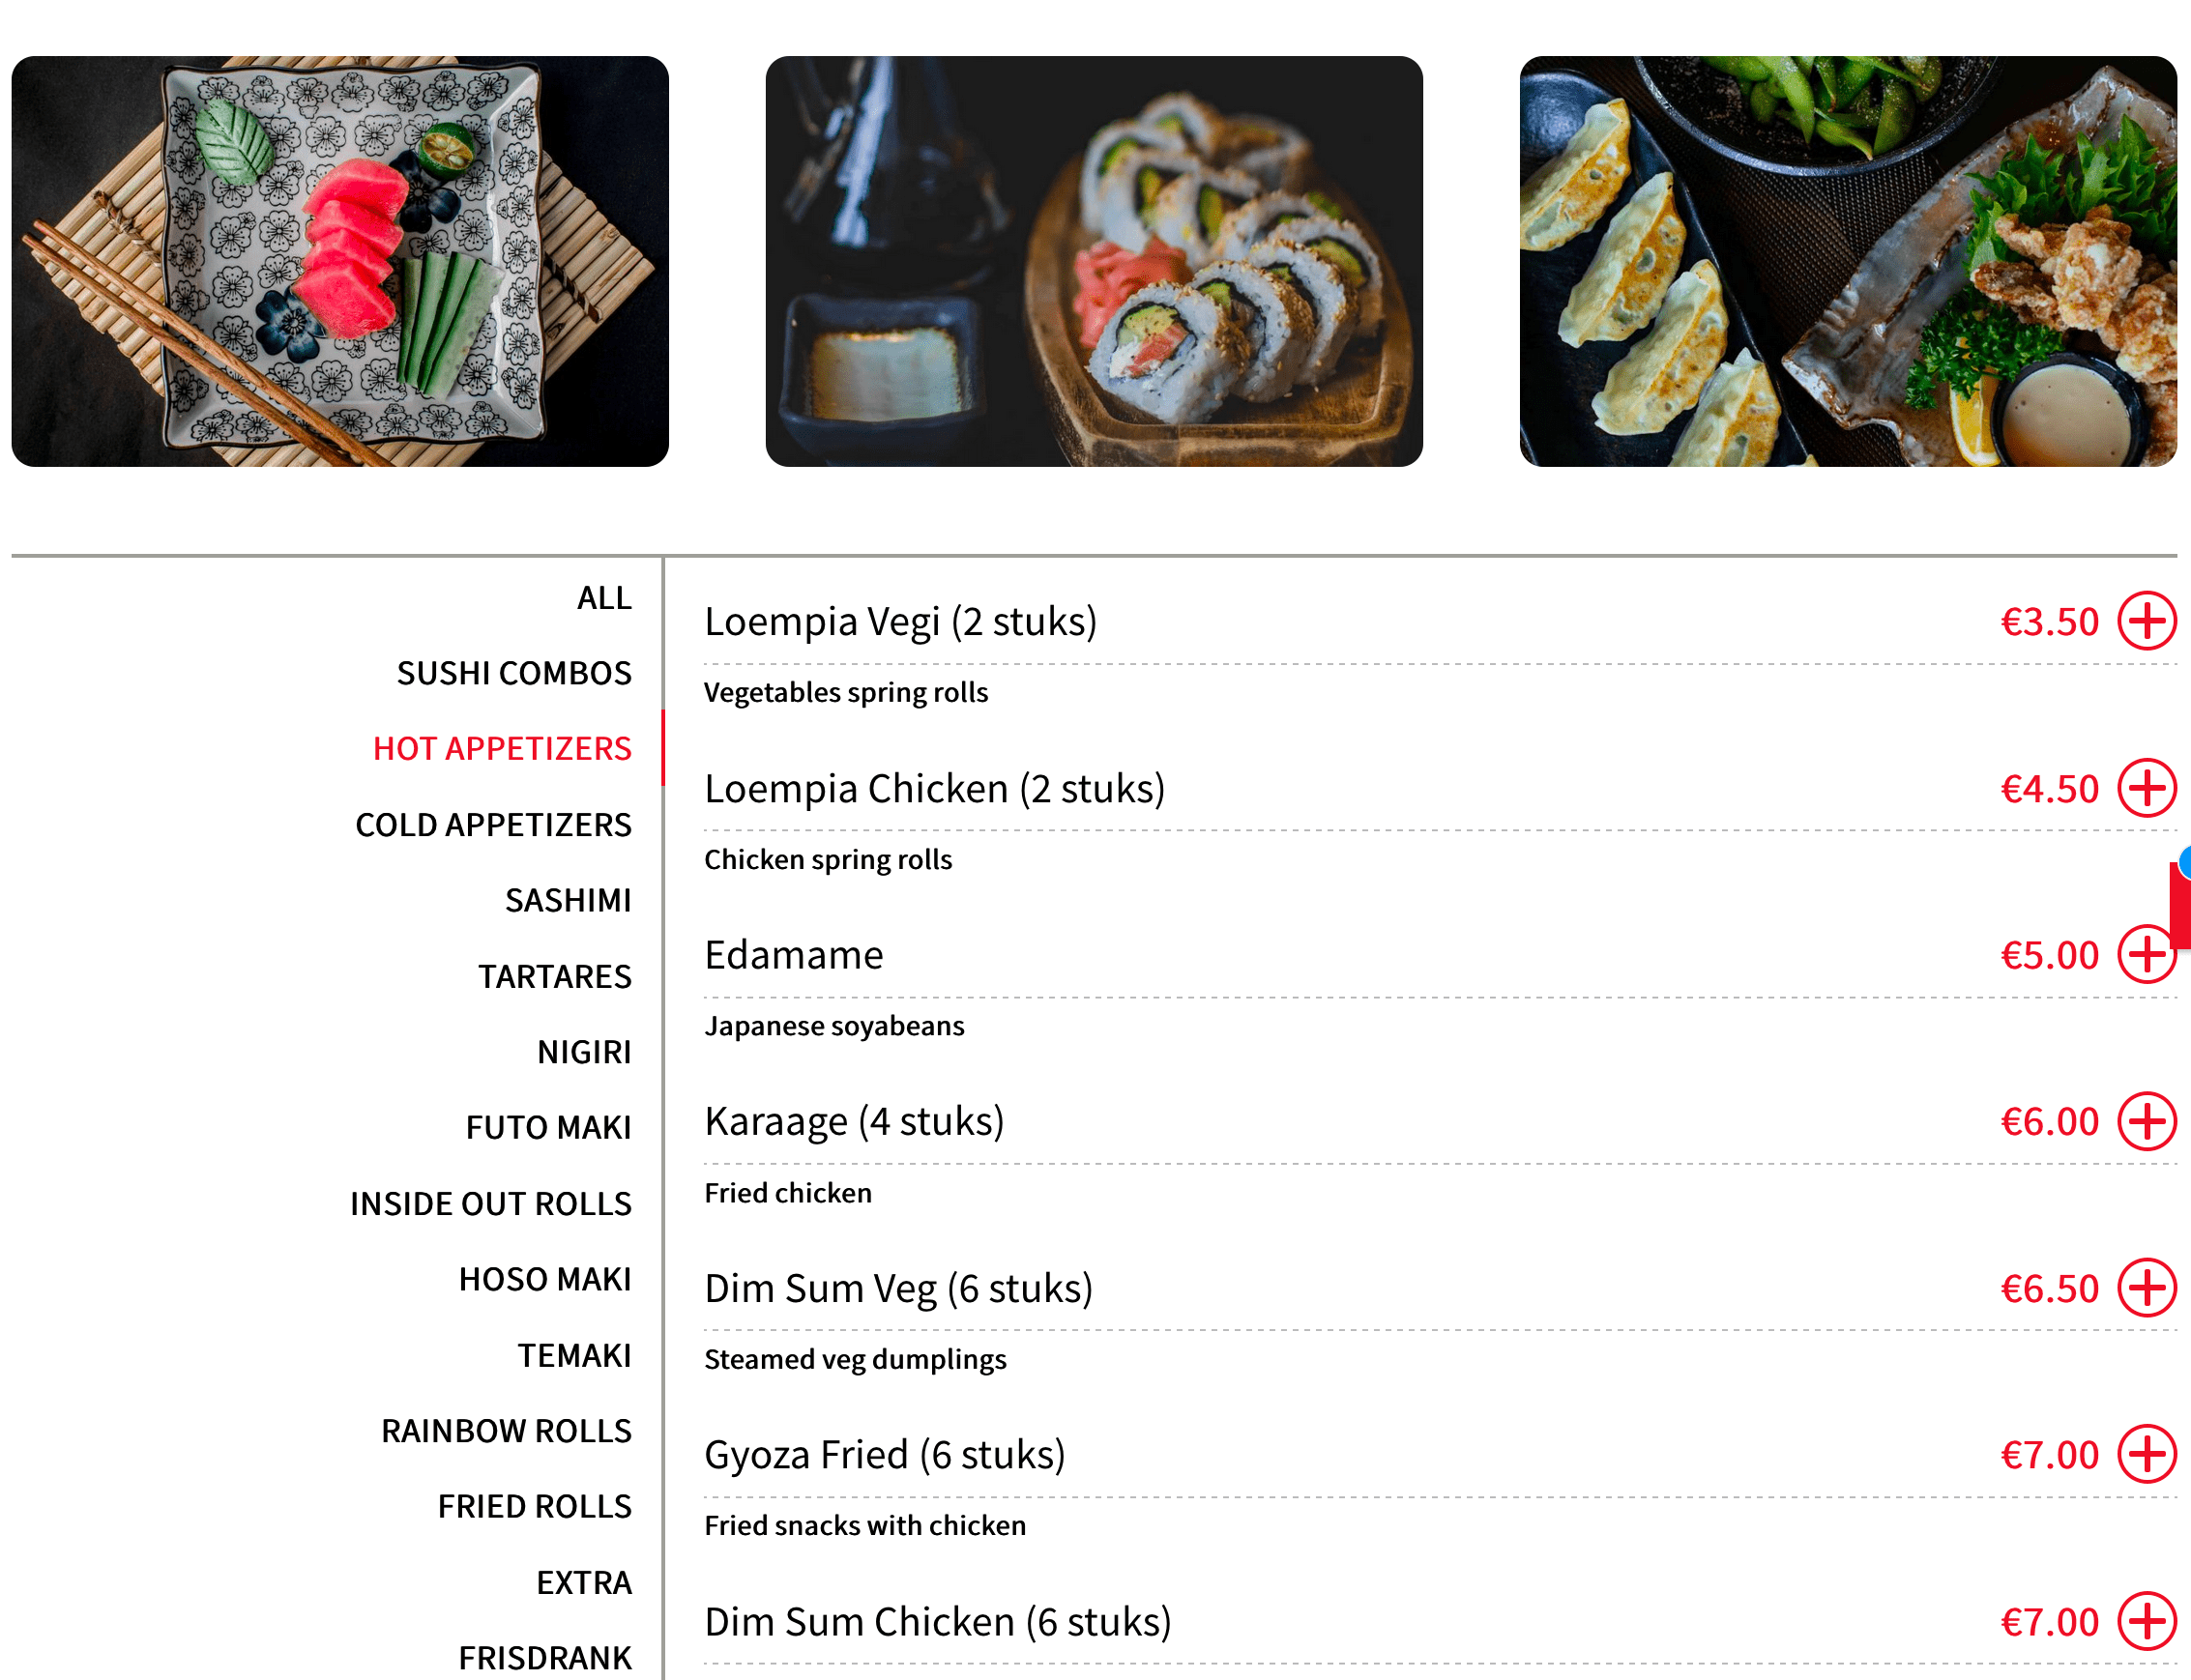 ALL
SUSHI COMBOS
HOT APPETIZERS
COLD APPETIZERS
SASHIMI
TARTARES
NIGIRI
FUTO MAKI
INSIDE OUT ROLLS
HOSO MAKI
TEMAKI
RAINBOW ROLLS
FRIED ROLLS
EXTRA
FRISDRANK
Loempia Vegi (2 stuks) €3.50
Vegetables spring rolls
Loempia Chicken (2 stuks) €4.50
Chicken spring rolls
Edamame €5.00
Japanese soyabeans
Karaage (4 stuks) €6.00
Fried chicken
Dim Sum Veg (6 stuks) €6.50
Steamed veg dumplings
Gyoza Fried (6 stuks) €7.00
Fried snacks with chicken
Dim Sum Chicken (6 stuks) €7.00